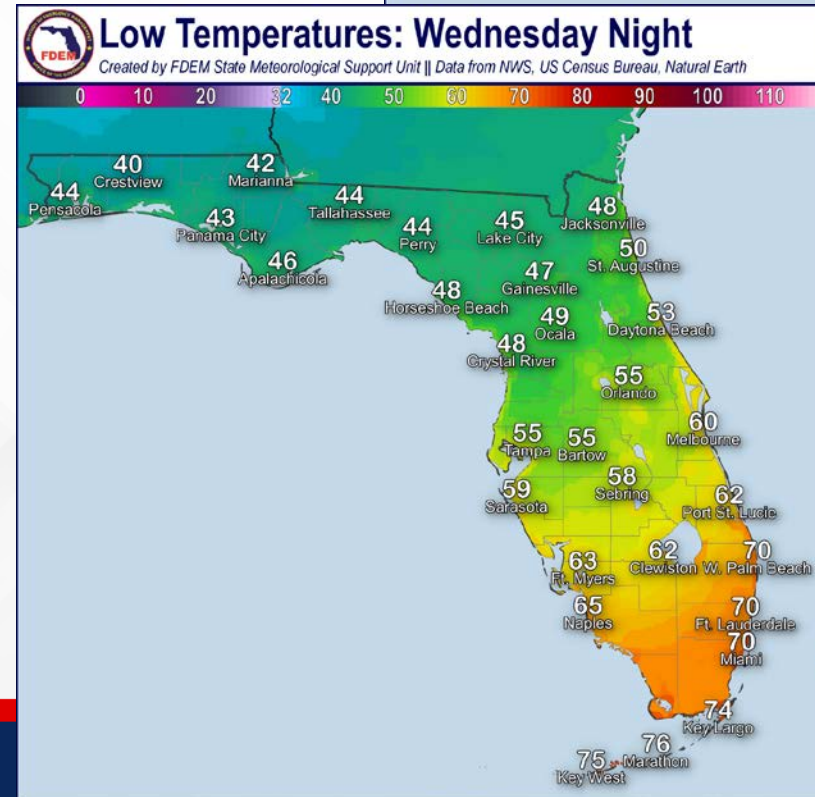 Low Temperatures: Wednesday Night
Created by FDEM State Meteorological Support Unit || Data from NWS, US Census Bureau, Natural Earth
FDEM
0 10 20 32 40 50 60 70 80 90 100 110
40
Crestview
42
Marianna
44
Pensacola
44
Tallahassee
43
Panama City
44
Perry
45
Lake City
48
Jacksonville
46
Apalachicola
50
St. Augustine
47
Gainesville
48
Horseshoe Beach
49
Ocala
53
Daytona Beach
48
Crystal River
55
Orlando
60
Melbourne
55
Tampa
55
Bartow
59
Sarasota
58
Sebring
62
Port St. Lucie
63
Ft. Myers
62
Clewiston
70
W. Palm Beach
65
Naples
70
Ft. Lauderdale
70
Miami
74
Key Largo
76
Marathon
75
Key West